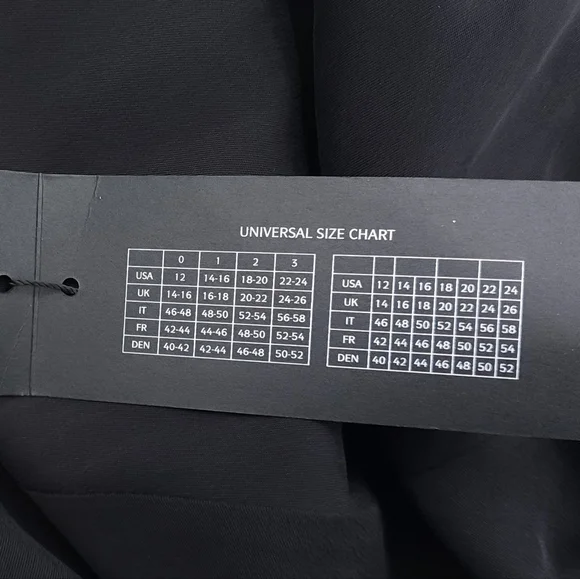 UNIVERSAL SIZE CHART
0 1 2 3
USA 12 14-16 18-20 22-24
UK 14-16 16-18 20-22 24-26
IT 46-48 48-50 52-54 56-58
FR 42-44 44-46 48-50 52-54
DEN 40-42 42-44 46-48 50-52
USA 12 14 16 18 20 22 24
UK 14 16 18 20 22 24 26
IT 46 48 50 52 54 56 58
FR 42 44 46 48 50 52 54
DEN 40 42 44 46 48 50 52